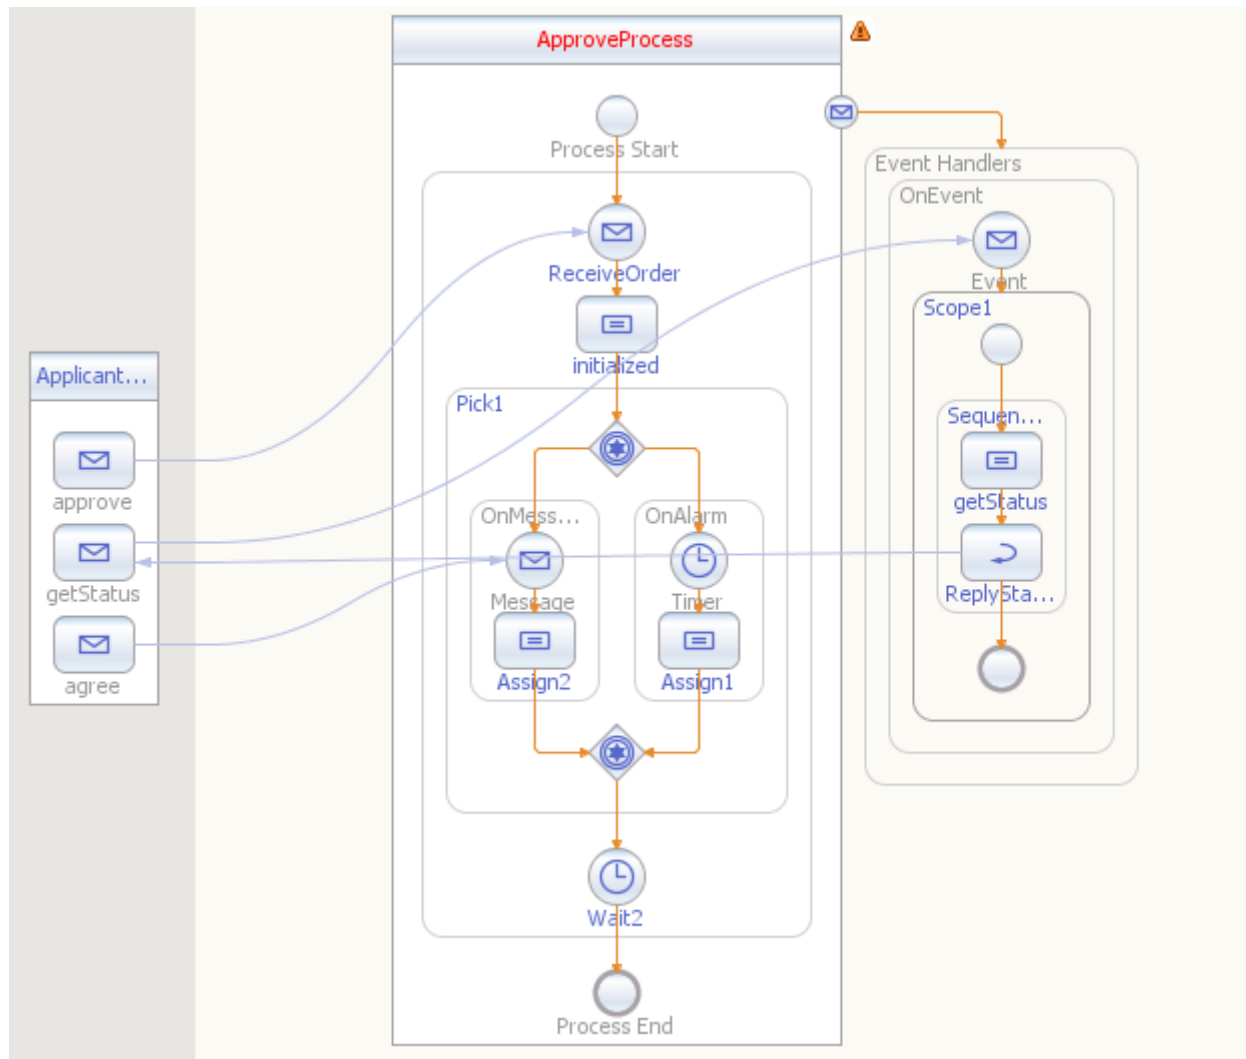 ApproveProcess
Process Start
Event Handlers
OnEvent
ReceiveOrder
Event
Scope1
initialized
Applicant...
Pick1
Sequen...
approve
getStatus
OnMess...
OnAlarm
getStatus
Message
Timer
ReplySta...
agree
Assign2
Assign1
Wait2
Process End